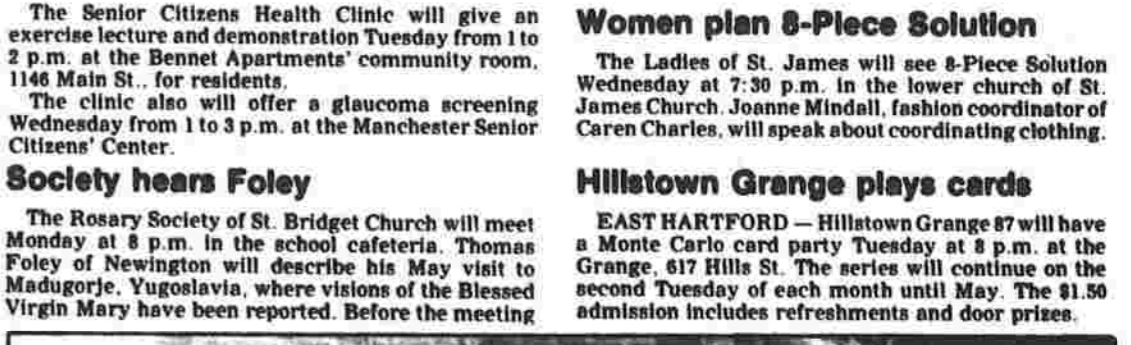 The Senior Citizens Health Clinic will give an
exercise lecture and demonstration Tuesday from 1 to
2 p.m. at the Bennet Apartments' community room,
1146 Main St., for residents.
The clinic also will offer a glaucoma screening
Wednesday from 1 to 3 p.m. at the Manchester Senior
Citizens' Center.
Society hears Foley
The Rosary Society of St. Bridget Church will meet
Monday at 8 p.m. in the school cafeteria. Thomas
Foley of Newington will describe his May visit to
Madugorje, Yugoslavia, where visions of the Blessed
Virgin Mary have been reported. Before the meeting
Women plan 8-Piece Solution
The Ladies of St. James will see 8-Piece Solution
Wednesday at 7:30 p.m. in the lower church of St.
James Church. Joanne Mindall, fashion coordinator of
Caren Charles, will speak about coordinating clothing.
Hillstown Grange plays cards
EAST HARTFORD — Hillstown Grange 87 will have
a Monte Carlo card party Tuesday at 8 p.m. at the
Grange, 617 Hills St. The series will continue on the
second Tuesday of each month until May. The $1.50
admission includes refreshments and door prizes.